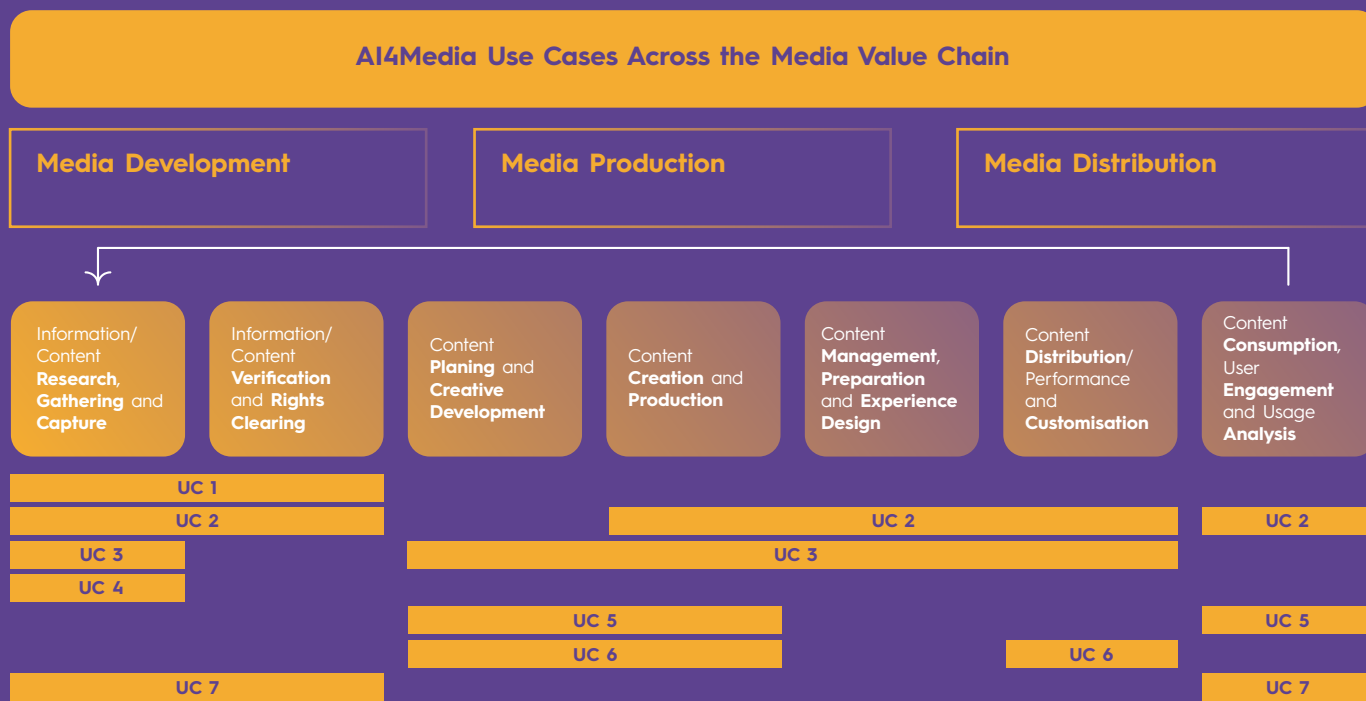 AI4Media Use Cases Across the Media Value Chain
Media Development
Media Production
Media Distribution
Information/
Content
Research,
Gathering and
Capture
Information/
Content
Verification
and Rights
Clearing
Content
Planing and
Creative
Development
Content
Creation and
Production
Content
Management,
Preparation
and Experience
Design
Content
Distribution/
Performance
and
Customisation
Content
Consumption,
User
Engagement
and Usage
Analysis
UC 1
UC 2
UC 2
UC 2
UC 3
UC 3
UC 4
UC 5
UC 5
UC 6
UC 6
UC 7
UC 7